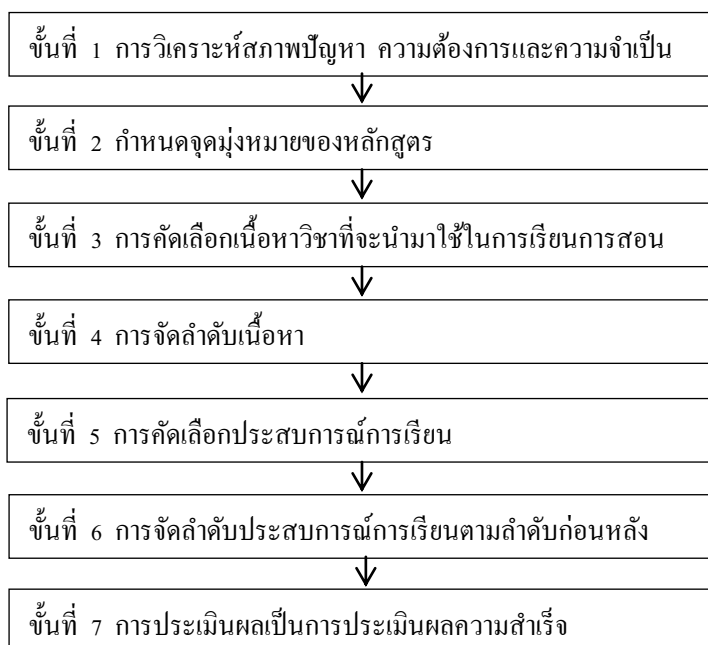 ขั้นที่ 1 การวิเคราะห์สภาพปัญหา ความต้องการและความจำเป็น
ขั้นที่ 2 กำหนดจุดมุ่งหมายของหลักสูตร
ขั้นที่ 3 การคัดเลือกเนื้อหาวิชาที่จะนำมาใช้ในการเรียนการสอน
ขั้นที่ 4 การจัดลำดับเนื้อหา
ขั้นที่ 5 การคัดเลือกประสบการณ์การเรียน
ขั้นที่ 6 การจัดลำดับประสบการณ์การเรียนตามลำดับก่อนหลัง
ขั้นที่ 7 การประเมินผลเป็นการประเมินผลความสำเร็จ